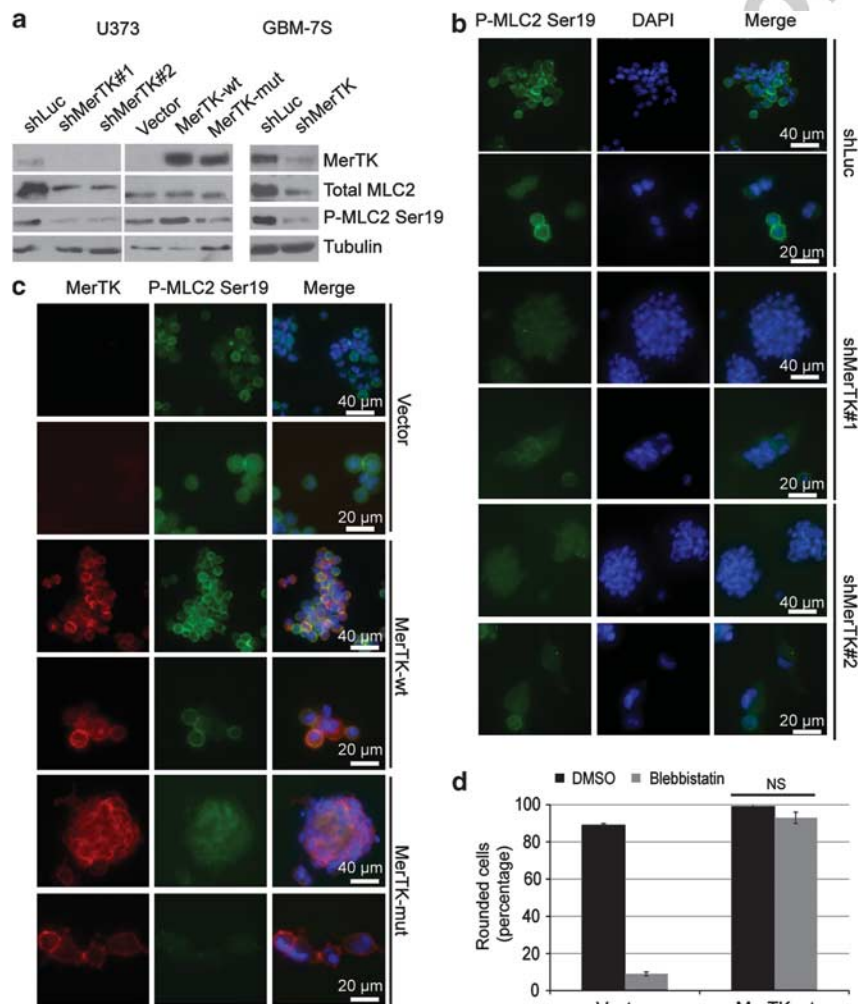 a
U373
GBM-7S
shLuc
shMerTK#1
shMerTK#2
Vector
MerTK-wt
MerTK-mut
shLuc
shMerTK
MerTK
Total MLC2
P-MLC2 Ser19
Tubulin
b
P-MLC2 Ser19
DAPI
Merge
40 µm
20 µm
shLuc
40 µm
20 µm
shMerTK#1
40 µm
20 µm
shMerTK#2
c
MerTK
P-MLC2 Ser19
Merge
40 µm
20 µm
Vector
40 µm
20 µm
MerTK-wt
40 µm
20 µm
MerTK-mut
d
DMSO
Blebbistatin
NS
Rounded cells
(percentage)
100
80
60
40
20
0